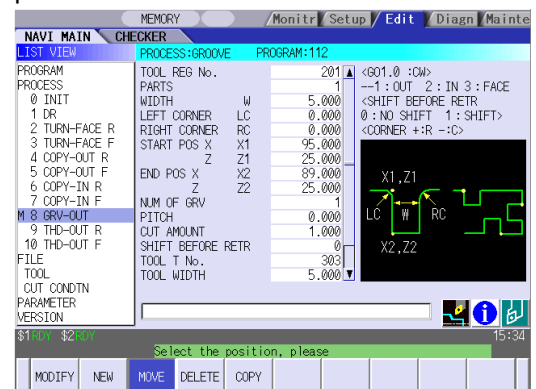 MEMORY Monitr Setup Edit Diagn Mainte
NAVI MAIN CHECKER
LIST VIEW PROCESS:GROOVE PROGRAM:112
PROGRAM
PROCESS
0 INIT
1 DR
2 TURN-FACE R
3 TURN-FACE F
4 COPY-OUT R
5 COPY-OUT F
6 COPY-IN R
7 COPY-IN F
M 8 GRV-OUT
9 THD-OUT R
10 THD-OUT F
FILE
TOOL
CUT CONDTN
PARAMETER
VERSION
TOOL REG No. 201
PARTS 1
WIDTH W 5.000
LEFT CORNER LC 0.000
RIGHT CORNER RC 0.000
START POS X X1 95.000
Z Z1 25.000
END POS X X2 89.000
Z Z2 25.000
NUM OF GRV 1
PITCH 0.000
CUT AMOUNT 1.000
SHIFT BEFORE RETR 0
TOOL T No. 303
TOOL WIDTH 5.000
<G01.0 :CW>
--1:OUT 2:IN 3:FACE
<SHIFT BEFORE RETR
0:NO SHIFT 1:SHIFT>
<CORNER +:R -:C>
X1,Z1
LC W RC
X2,Z2
$1 RDY $2 RDY 15:34
Select the position, please
MODIFY NEW MOVE DELETE COPY